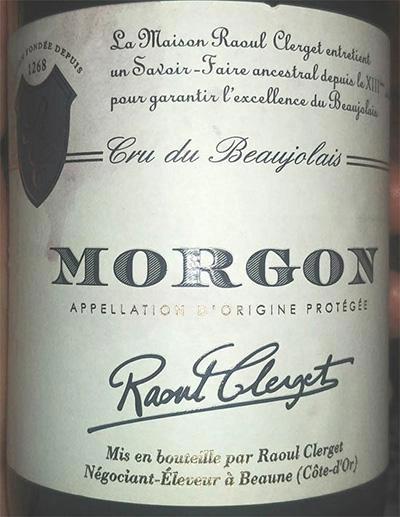 FONDÉE DEPUIS
1268
La Maison Raoul Clerget entretient
un Savoir-Faire ancestral depuis le XIIIème
pour garantir l'excellence du Beaujolais
Cru du Beaujolais
MORGON
APPELLATION D'ORIGINE PROTÉGÉE
Raoul Clerget
Mis en bouteille par Raoul Clerget
Négociant-Éleveur à Beaune (Côte-d'Or)